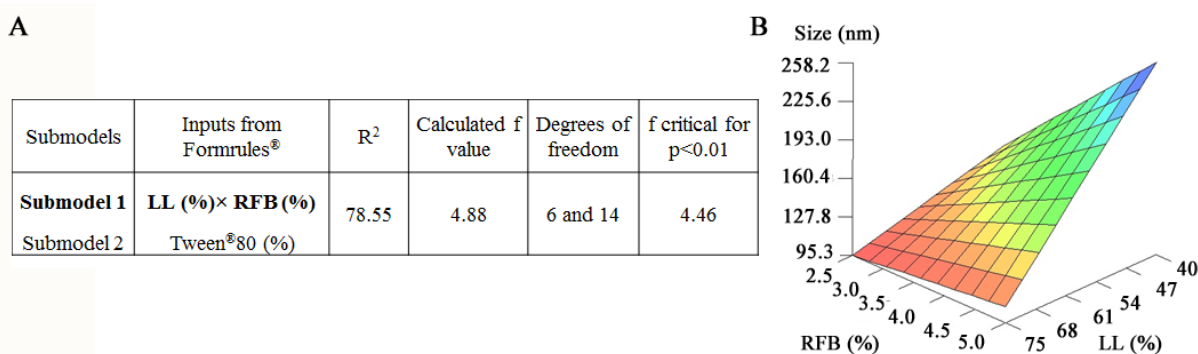 A
Submodels
Inputs from
Formrules®
R²
Calculated f
value
Degrees of
freedom
f critical for
p<0.01
Submodel 1
LL (%)× RFB (%)
Submodel 2
Tween®80 (%)
78.55
4.88
6 and 14
4.46
B
Size (nm)
258.2
225.6
193.0
160.4
127.8
95.3
2.5
3.0
3.5
4.0
4.5
5.0
RFB (%)
75
68
61
54
47
40
LL (%)